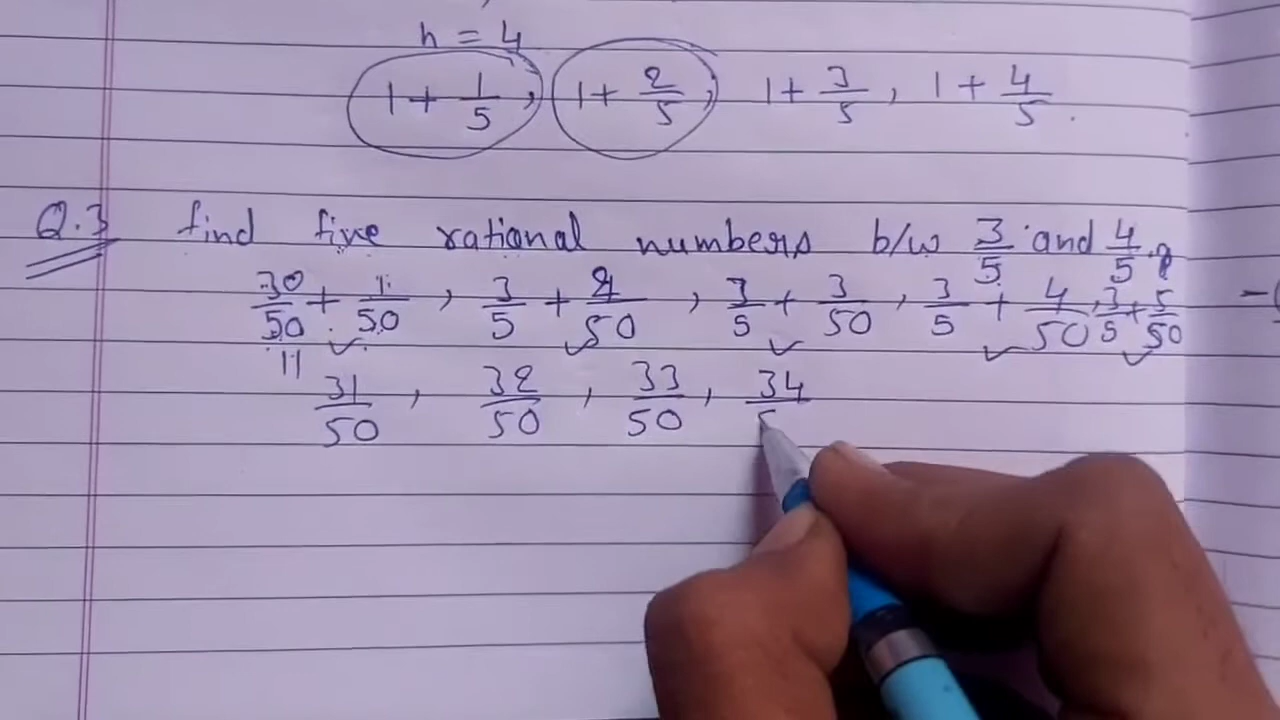 n = 4
1 + 1/5 , 1 + 2/5 , 1 + 3/5 , 1 + 4/5 .
Q.3 find five rational numbers b/w 3/5 and 4/5 .
30/50 + 1/50 , 3/5 + 2/50 , 3/5 + 3/50 , 3/5 + 4/50 , 3/5 + 5/50
31/50 , 32/50 , 33/50 , 34/5